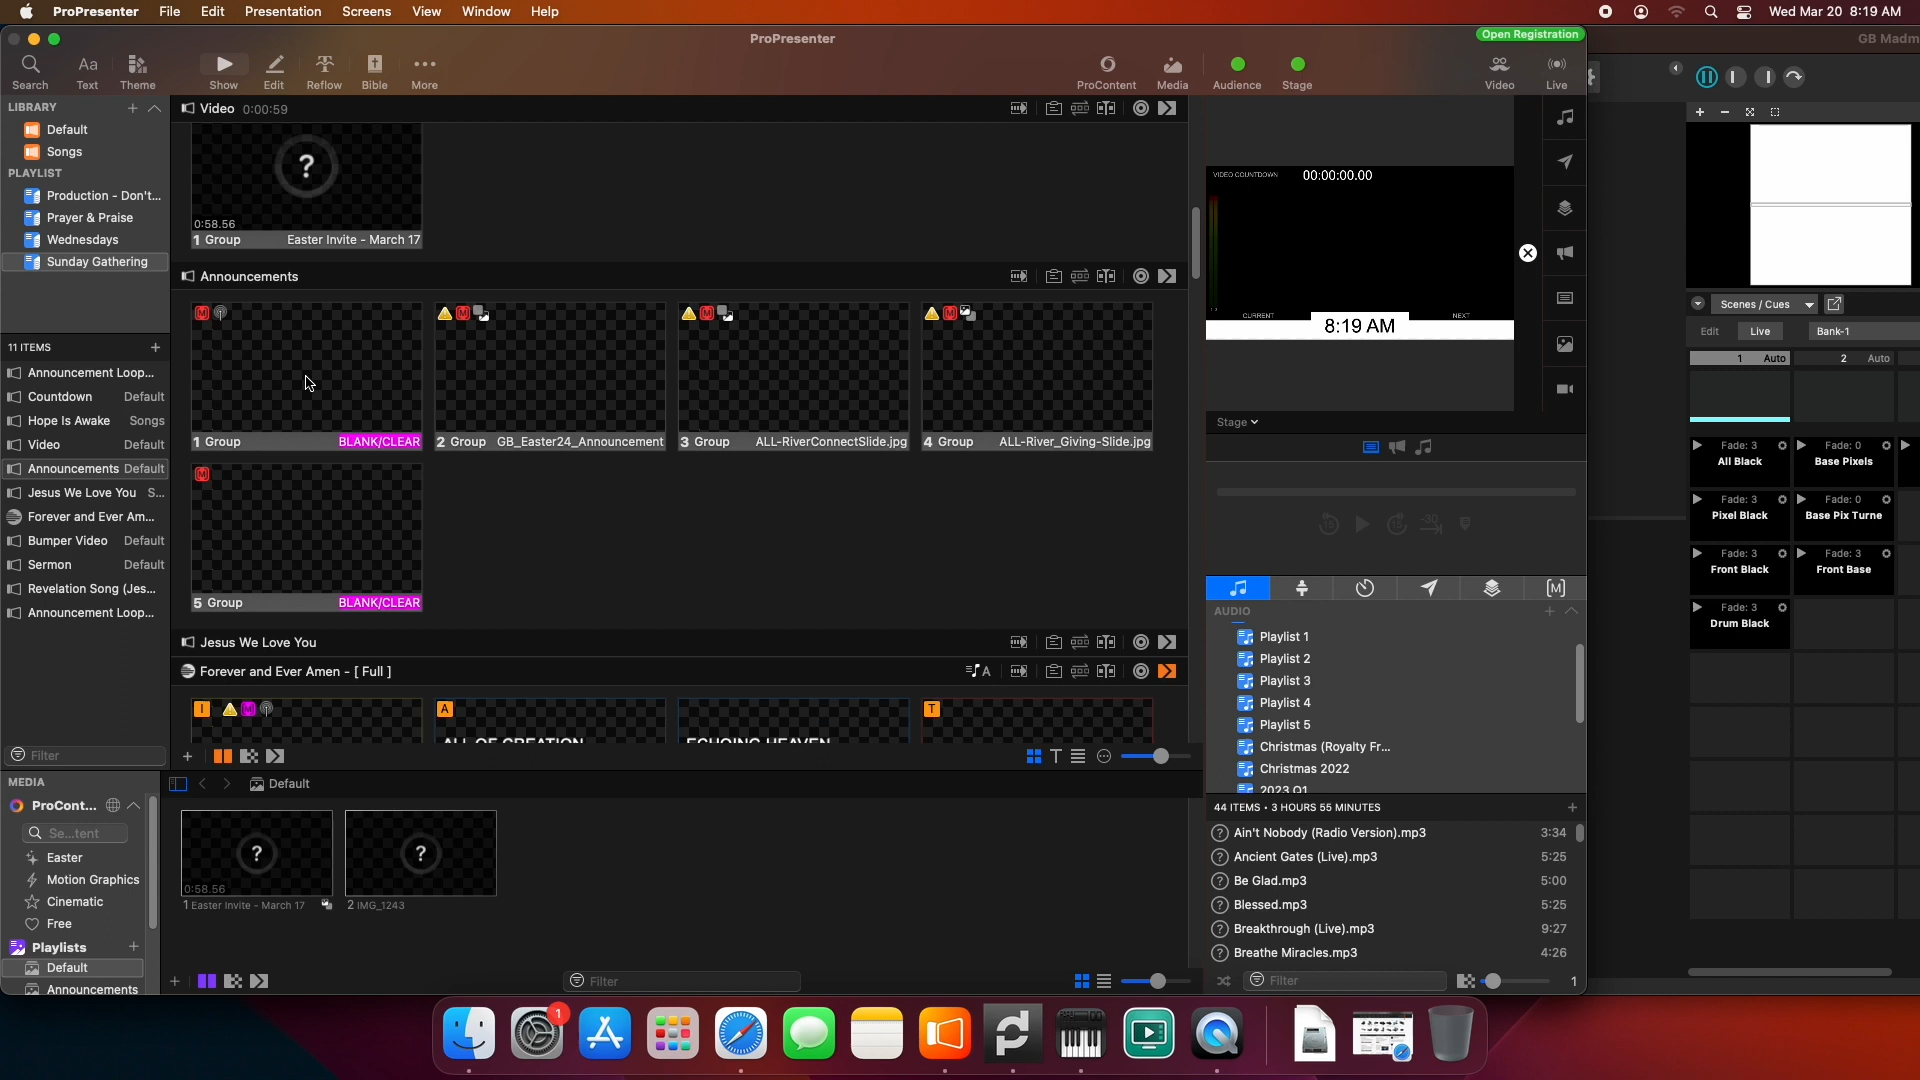 ProPresenter File Edit Presentation Screens View Window Help Wed Mar 20 8:19 AM
ProPresenter Open Registration
Search Text Theme Show Edit Reflow Bible More ProContent Media Audience Stage Video Live
Aa
LIBRARY
Default
Songs
PLAYLIST
Production - Don't...
Prayer & Praise
Wednesdays
Sunday Gathering
11 ITEMS
Announcement Loop...
Countdown Default
Hope Is Awake Songs
Video Default
Announcements Default
Jesus We Love You S...
Forever and Ever Am...
Bumper Video Default
Sermon Default
Revelation Song (Jes...
Announcement Loop...
Filter
MEDIA
ProCont...
Se...tent
Easter
Motion Graphics
Cinematic
Free
Playlists
Default
Announcements
Video 0:00:59
?
0:58.56
1 Group Easter Invite - March 17
Announcements
M
M
M
M
1 Group BLANK/CLEAR
2 Group GB_Easter24_Announcement
3 Group ALL-RiverConnectSlide.jpg
4 Group ALL-River_Giving-Slide.jpg
M
5 Group BLANK/CLEAR
Jesus We Love You
Forever and Ever Amen - [ Full ]
A
I M A T
ALL OF CREATION ECHOING HEAVEN
T
Default
? ?
0:58.56
1 Easter Invite - March 17 2 IMG_1243
Filter
VIDEO COUNTDOWN 00:00:00.00
CURRENT 8:19 AM NEXT
Stage
15 15 -30
[M]
AUDIO
Playlist 1
Playlist 2
Playlist 3
Playlist 4
Playlist 5
Christmas (Royalty Fr...
Christmas 2022
2023 Q1
44 ITEMS • 3 HOURS 55 MINUTES
Ain't Nobody (Radio Version).mp3 3:34
Ancient Gates (Live).mp3 5:25
Be Glad.mp3 5:00
Blessed.mp3 5:25
Breakthrough (Live).mp3 9:27
Breathe Miracles.mp3 4:26
Filter 1
GB Madm
Scenes / Cues
Edit Live Bank-1
1 Auto 2 Auto
Fade: 3 Fade: 0
All Black Base Pixels
Fade: 3 Fade: 0
Pixel Black Base Pix Turne
Fade: 3 Fade: 3
Front Black Front Base
Fade: 3
Drum Black
1